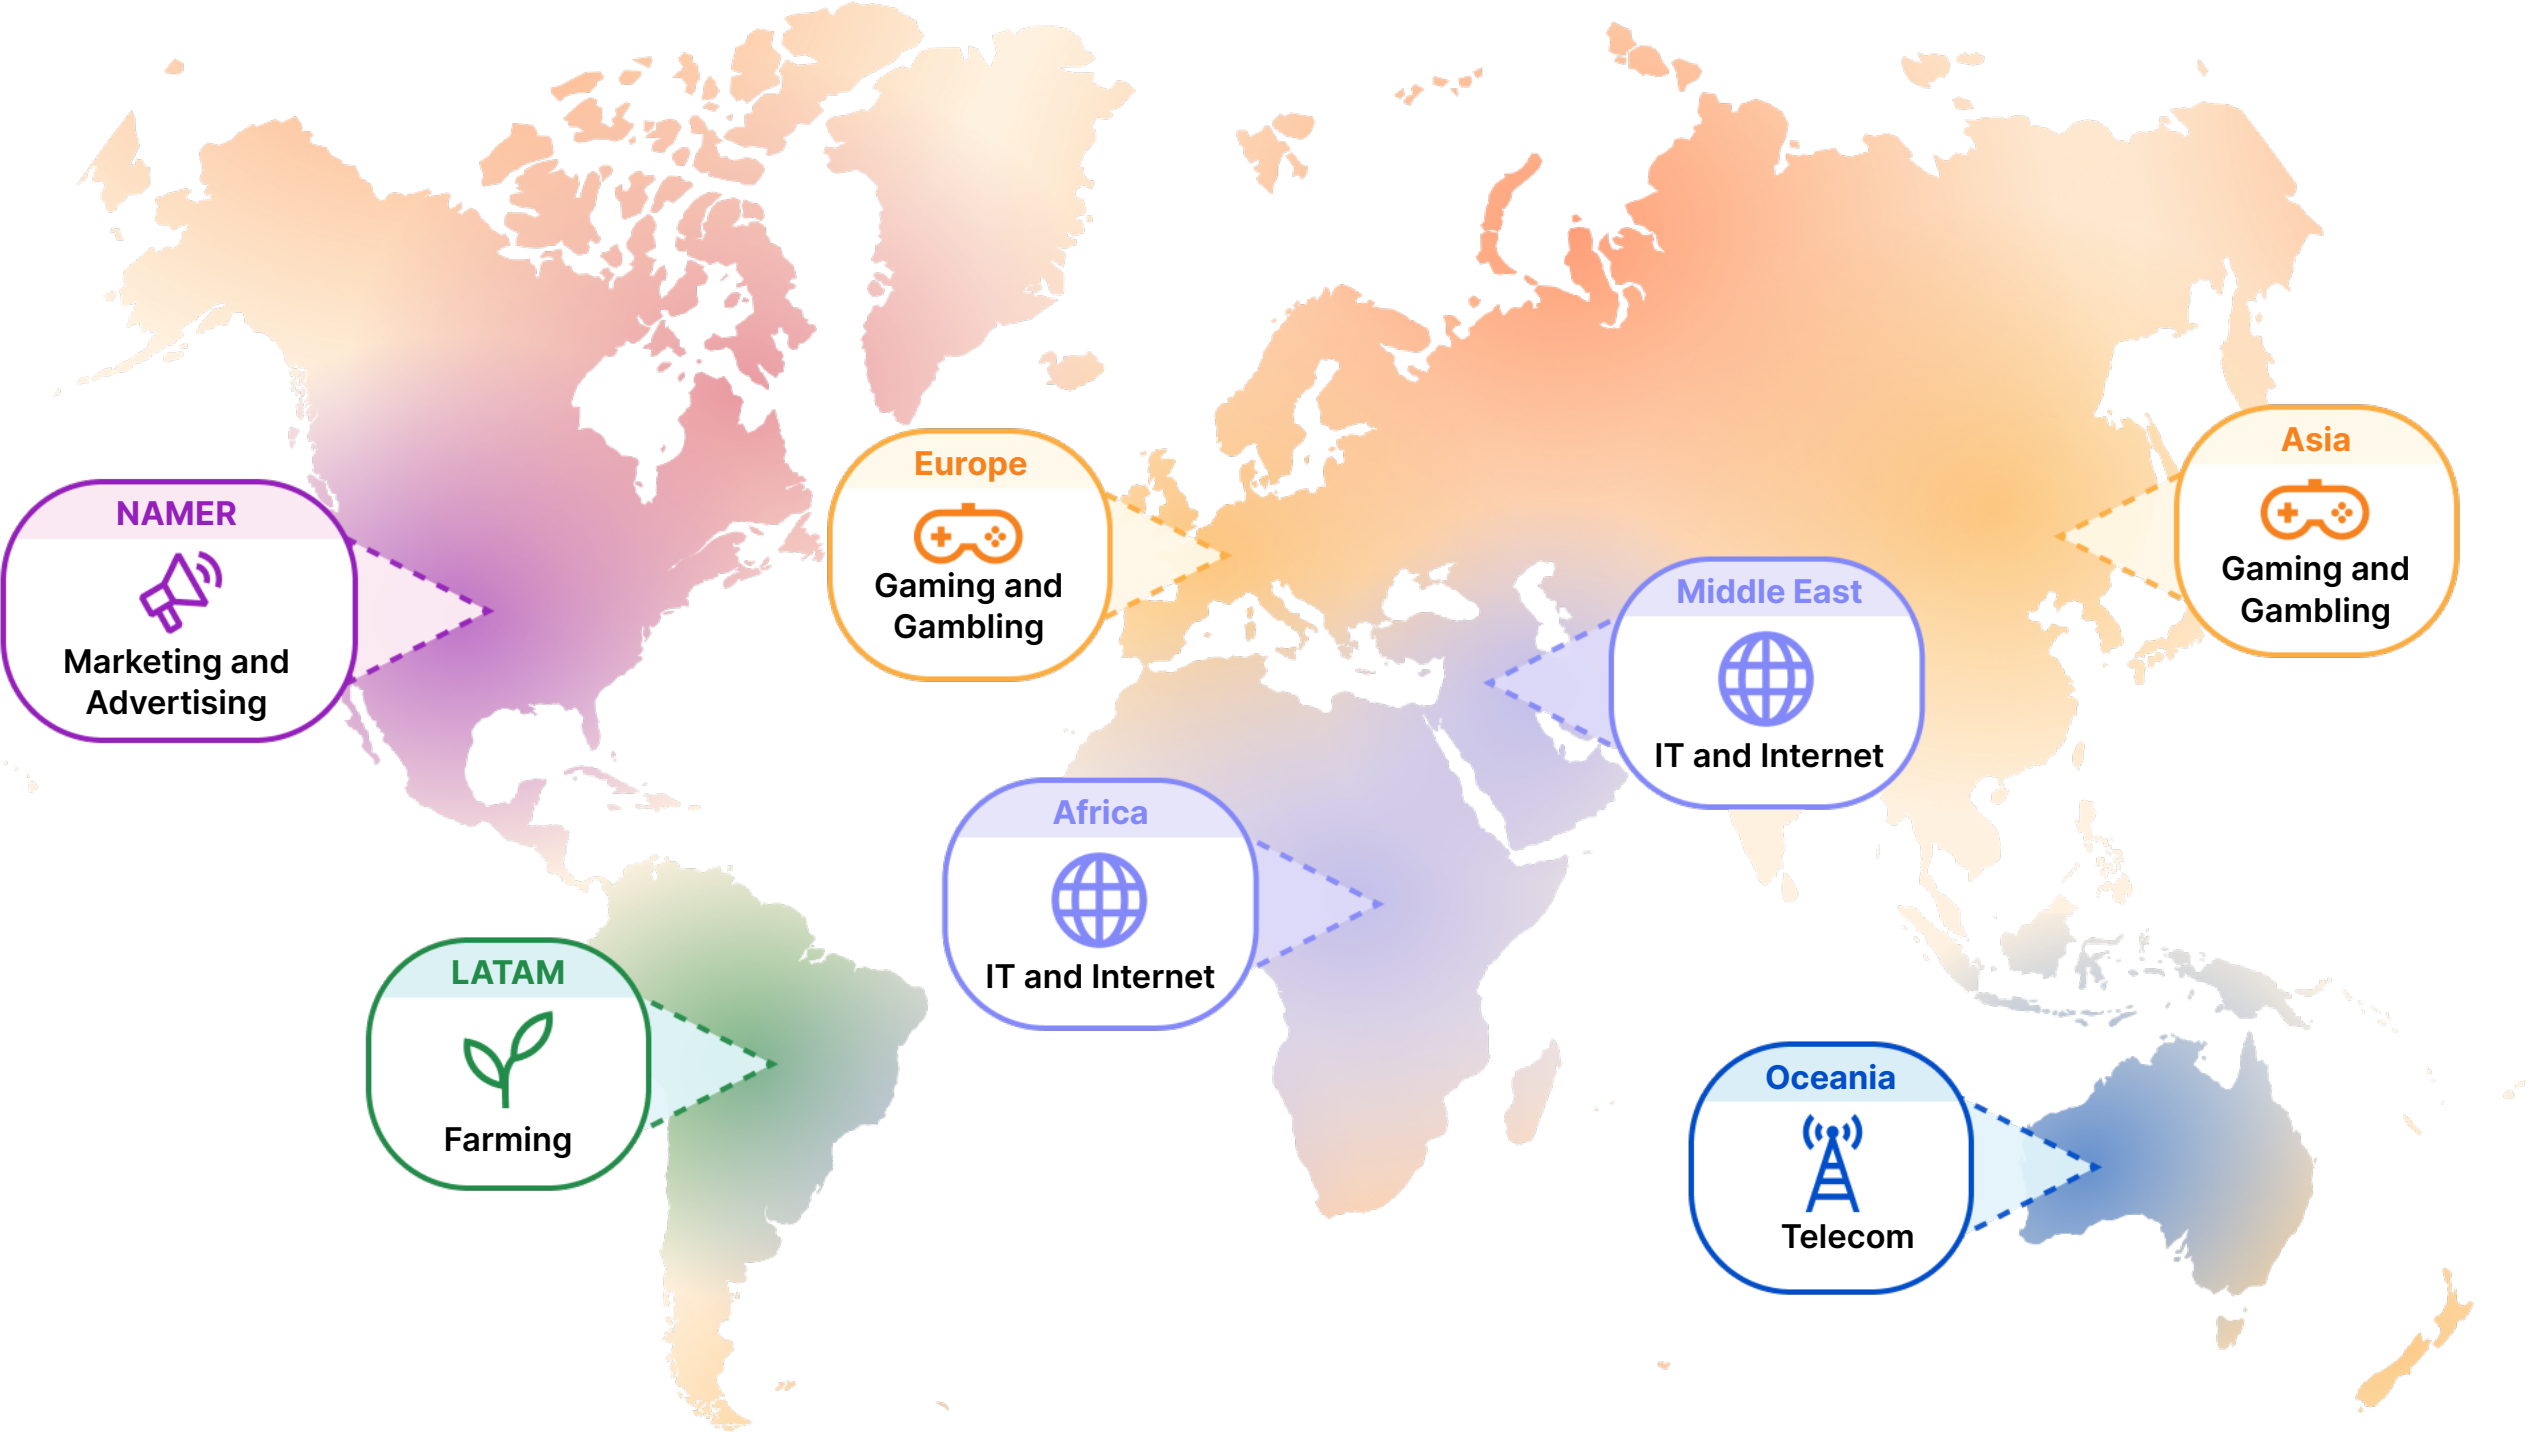 Asia
Gaming and
Gambling
Europe
Gaming and
Gambling
NAMER
Marketing and
Advertising
Middle East
IT and Internet
Africa
IT and Internet
LATAM
Farming
Oceania
Telecom